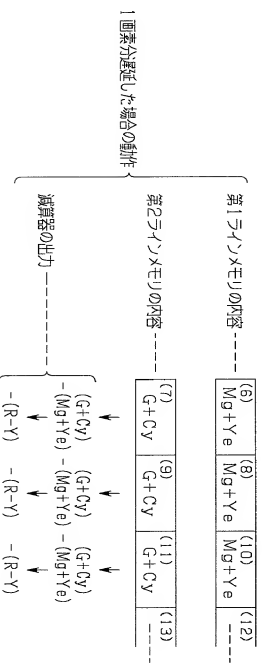 1画素分遅延した場合の動作
第1ラインメモリの内容
(6) (8) (10) (12)
Mg+Ye Mg+Ye Mg+Ye
第2ラインメモリの内容
(7) (9) (11) (13)
G+Cy G+Cy G+Cy
減算器の出力
(G+Cy) (G+Cy) (G+Cy)
-(Mg+Ye) -(Mg+Ye) -(Mg+Ye)
-(R-Y) -(R-Y) -(R-Y)